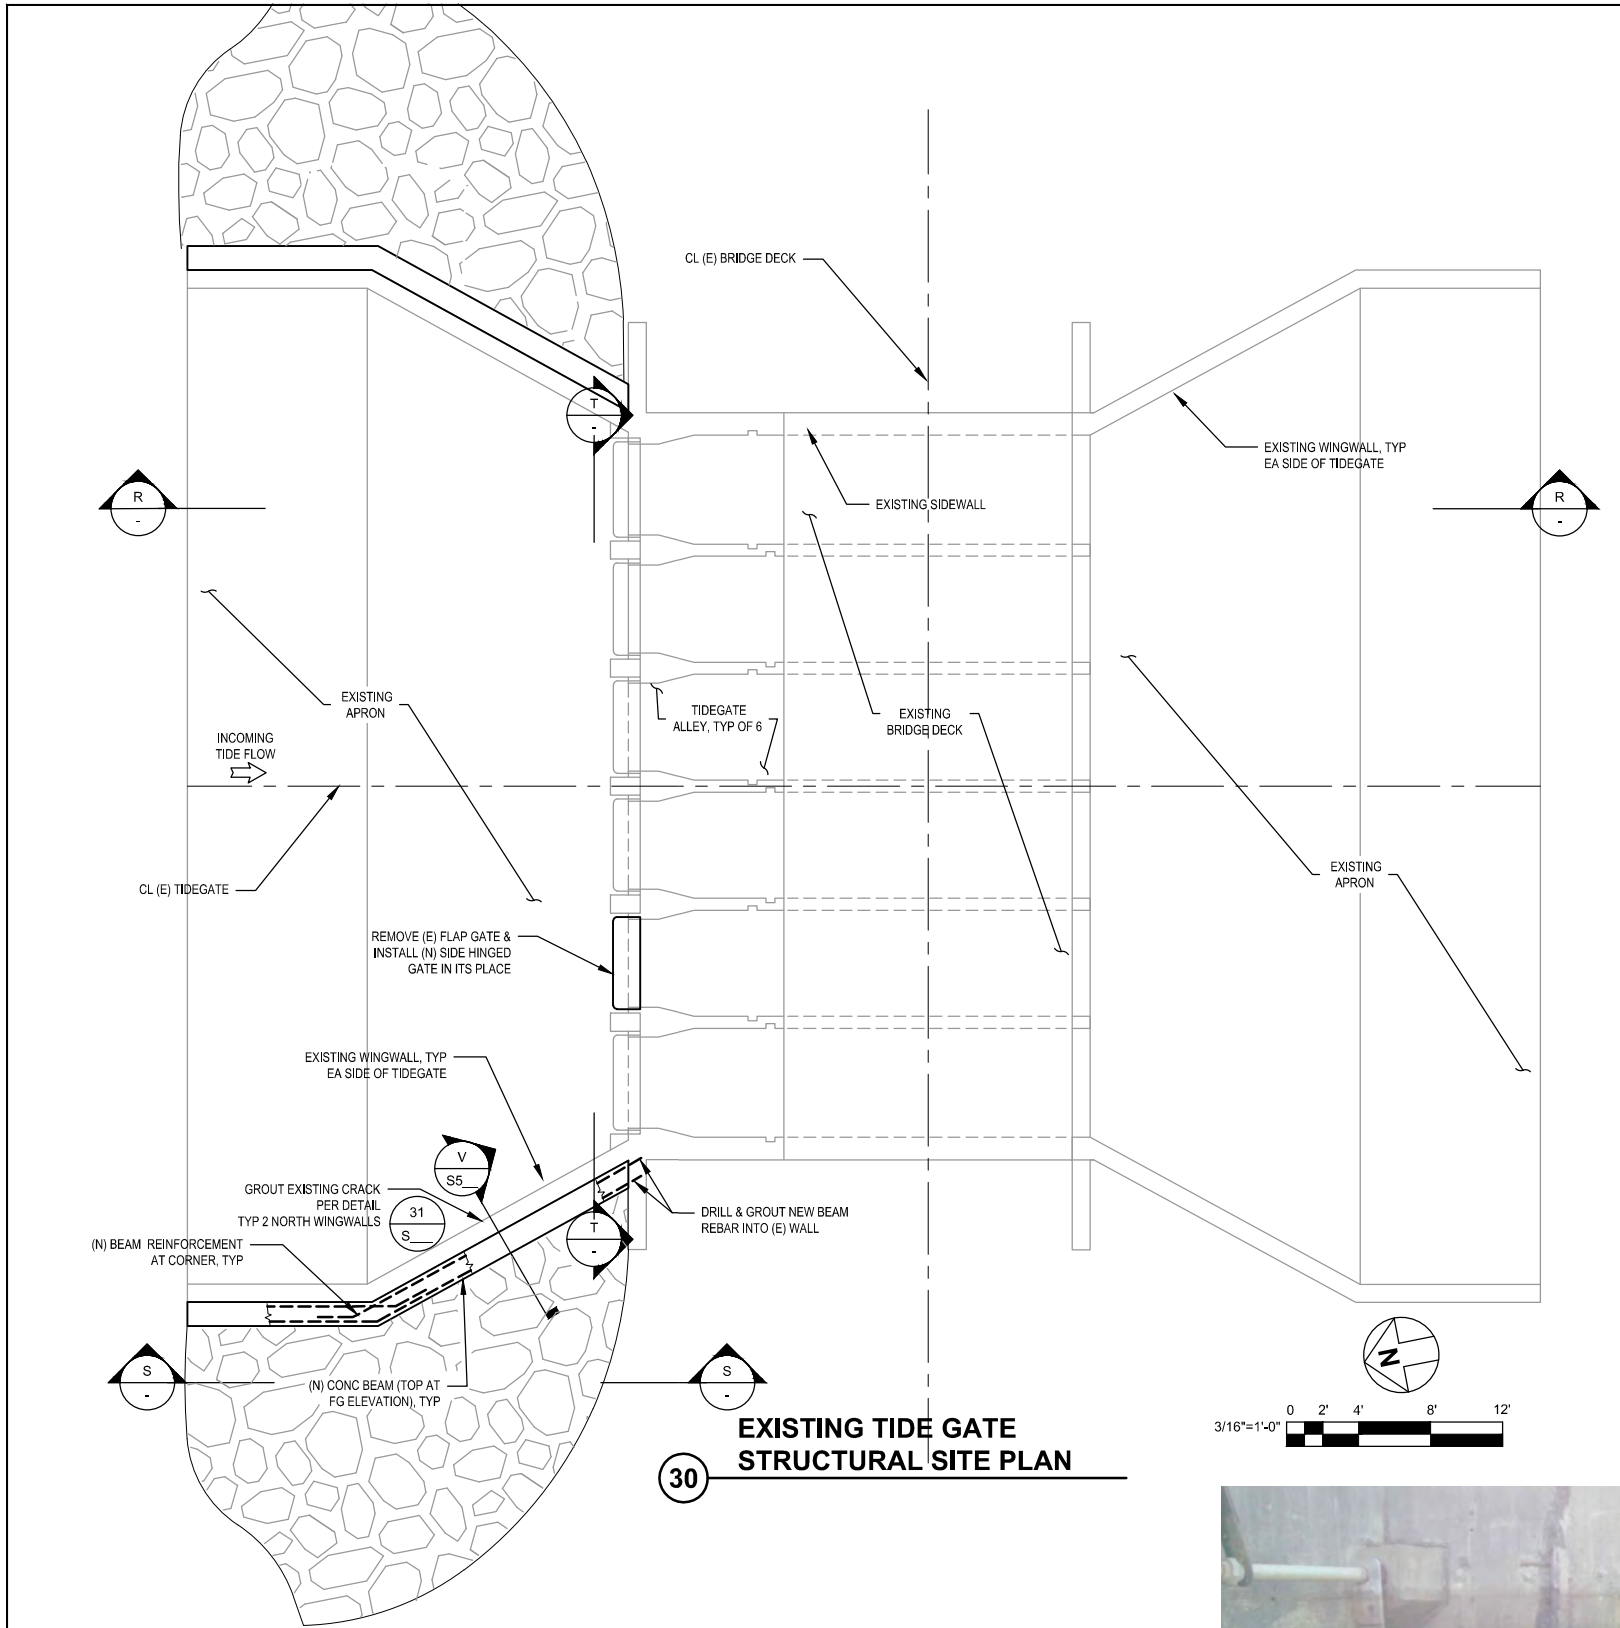 CL (E) BRIDGE DECK
EXISTING WINGWALL, TYP
EA SIDE OF TIDEGATE
T
-
R
-
R
-
EXISTING SIDEWALL
EXISTING
APRON
TIDEGATE
ALLEY, TYP OF 6
EXISTING
BRIDGE DECK
INCOMING
TIDE FLOW
CL (E) TIDEGATE
EXISTING
APRON
REMOVE (E) FLAP GATE &
INSTALL (N) SIDE HINGED
GATE IN ITS PLACE
EXISTING WINGWALL, TYP
EA SIDE OF TIDEGATE
V
S5__
GROUT EXISTING CRACK
PER DETAIL
TYP 2 NORTH WINGWALLS
31
S___
DRILL & GROUT NEW BEAM
REBAR INTO (E) WALL
T
-
(N) BEAM REINFORCEMENT
AT CORNER, TYP
S
-
(N) CONC BEAM (TOP AT
FG ELEVATION), TYP
S
-
N
0 2' 4' 8' 12'
3/16"=1'-0"
EXISTING TIDE GATE
STRUCTURAL SITE PLAN
30